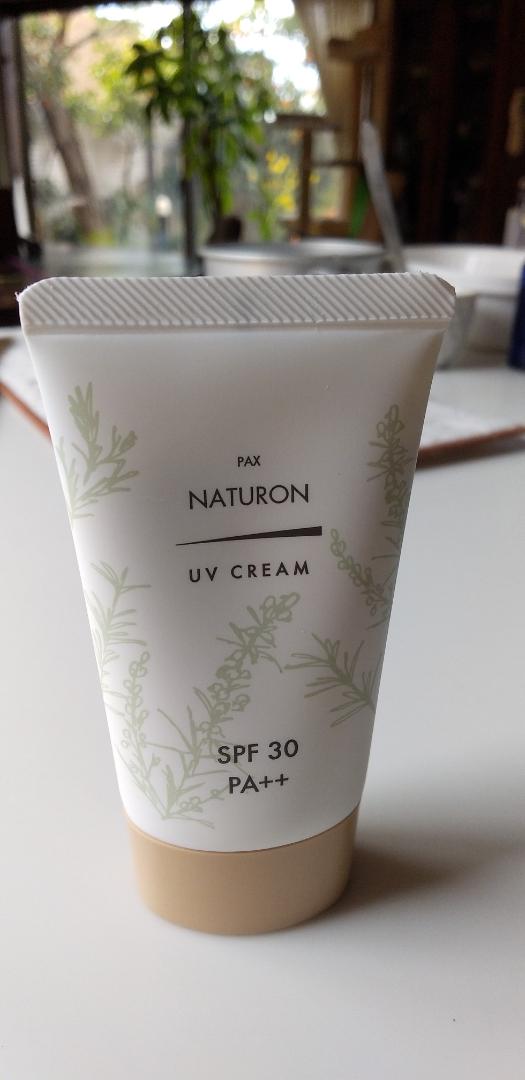 PAX
NATURON
UV CREAM
SPF 30
PA++